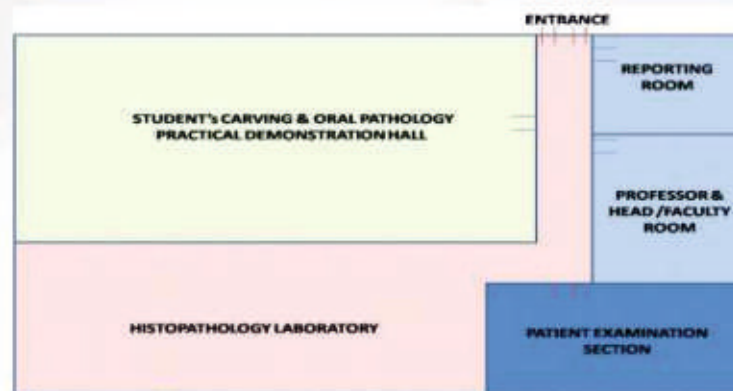 ENTRANCE
REPORTING
ROOM
STUDENT's CARVING & ORAL PATHOLOGY
PRACTICAL DEMONSTRATION HALL
PROFESSOR &
HEAD /FACULTY
ROOM
HISTOPATHOLOGY LABORATORY
PATIENT EXAMINATION
SECTION